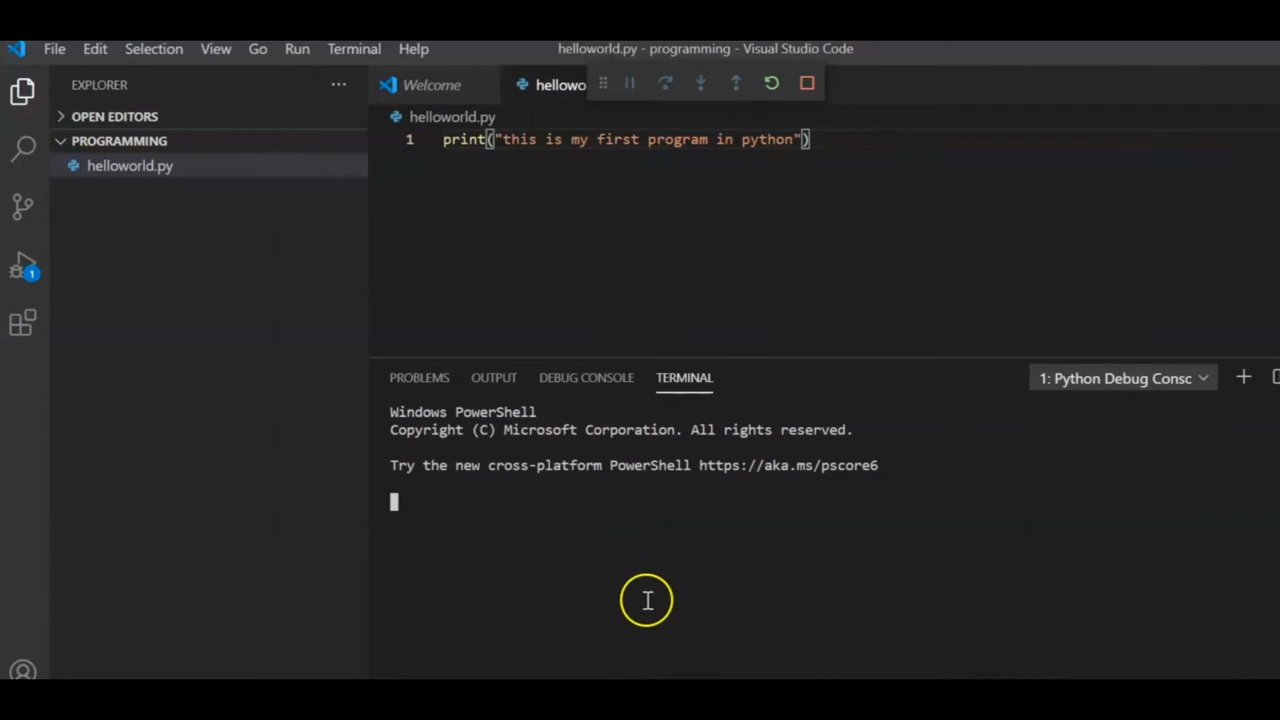 File Edit Selection View Go Run Terminal Help
helloworld.py - programming - Visual Studio Code
EXPLORER
OPEN EDITORS
PROGRAMMING
helloworld.py
1
Welcome
hellowo
helloworld.py
1 print("this is my first program in python")
PROBLEMS OUTPUT DEBUG CONSOLE TERMINAL
1: Python Debug Consc
Windows PowerShell
Copyright (C) Microsoft Corporation. All rights reserved.
Try the new cross-platform PowerShell https://aka.ms/pscore6